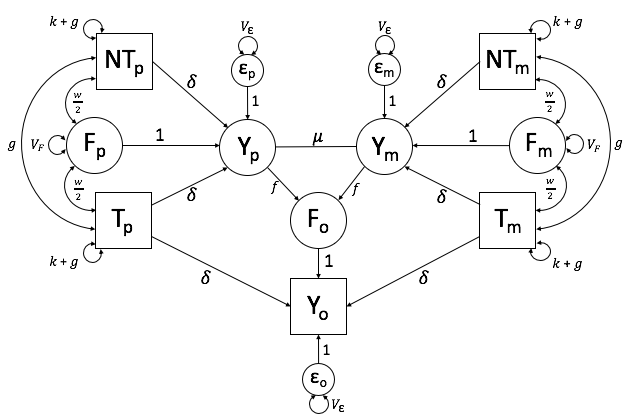 k + g Vε Vε k + g
NTp εp εm NTm
δ δ
w/2 1 1 w/2
g VF Fp 1 Yp μ Ym 1 Fm VF g
w/2 f f w/2
δ δ
Tp Fo Tm
k + g 1 k + g
δ δ
Yo
1
εo
Vε